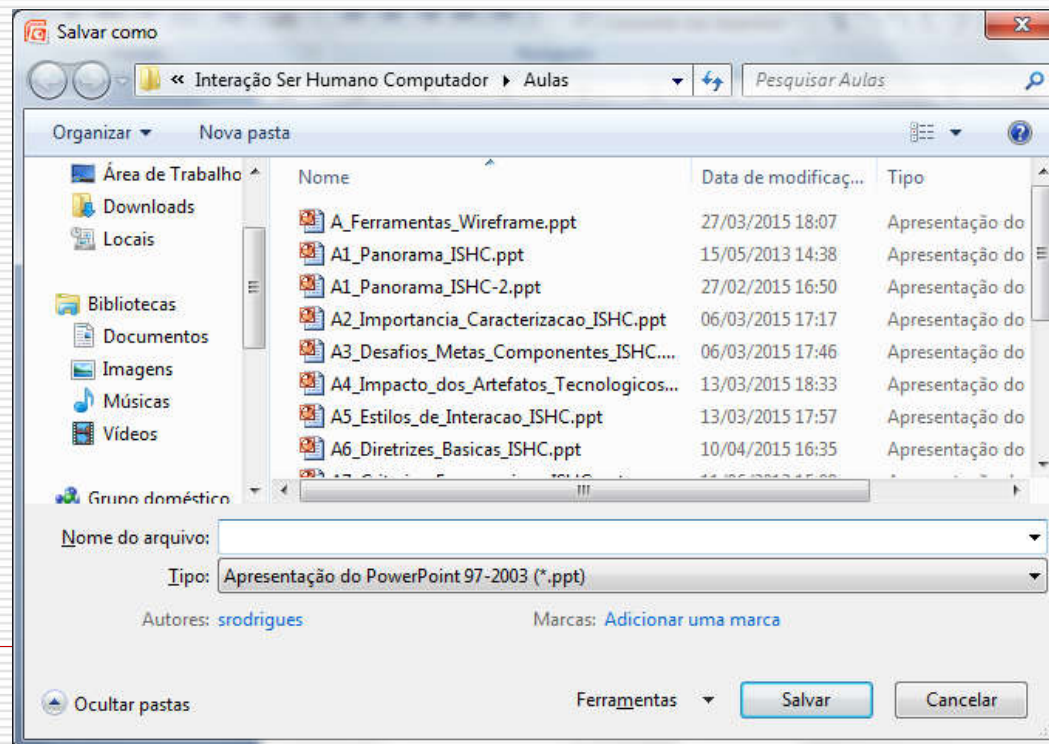 Salvar como
« Interação Ser Humano Computador ▸ Aulas
Pesquisar Aulas
Organizar
Nova pasta
Área de Trabalho
Downloads
Locais
Bibliotecas
Documentos
Imagens
Músicas
Vídeos
Grupo doméstico
Nome Data de modificaç... Tipo
A_Ferramentas_Wireframe.ppt 27/03/2015 18:07 Apresentação do
A1_Panorama_ISHC.ppt 15/05/2013 14:38 Apresentação do
A1_Panorama_ISHC-2.ppt 27/02/2015 16:50 Apresentação do
A2_Importancia_Caracterizacao_ISHC.ppt 06/03/2015 17:17 Apresentação do
A3_Desafios_Metas_Componentes_ISHC.... 06/03/2015 17:46 Apresentação do
A4_Impacto_dos_Artefatos_Tecnologicos... 13/03/2015 18:33 Apresentação do
A5_Estilos_de_Interacao_ISHC.ppt 13/03/2015 17:57 Apresentação do
A6_Diretrizes_Basicas_ISHC.ppt 10/04/2015 16:35 Apresentação do
Nome do arquivo:
Tipo: Apresentação do PowerPoint 97-2003 (*.ppt)
Autores: srodrigues Marcas: Adicionar uma marca
Ocultar pastas Ferramentas Salvar Cancelar